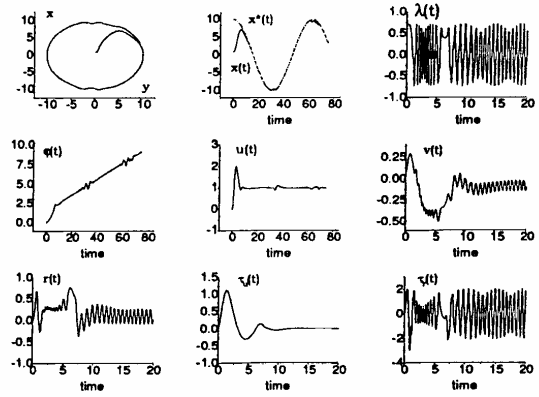 x
10
5
0
-5
-10
y
-10 -5 0 5 10
x*(t)
10
5
0
-5
-10
x(t)
0 20 40 60 80
time
λ(t)
1.0
0.5
0.0
-0.5
-1.0
0 5 10 15 20
time
φ(t)
10.0
7.5
5.0
2.5
0.0
0 20 40 60 80
time
u(t)
3
2
1
0
-1
0 20 40 60 80
time
v(t)
0.25
0.00
-0.25
-0.50
0 5 10 15 20
time
r(t)
1.0
0.5
0.0
-0.5
-1.0
0 5 10 15 20
time
τu(t)
1.5
1.0
0.5
0.0
-0.5
-1.0
0 5 10 15 20
time
τr(t)
2
0
-2
-4
0 5 10 15 20
time